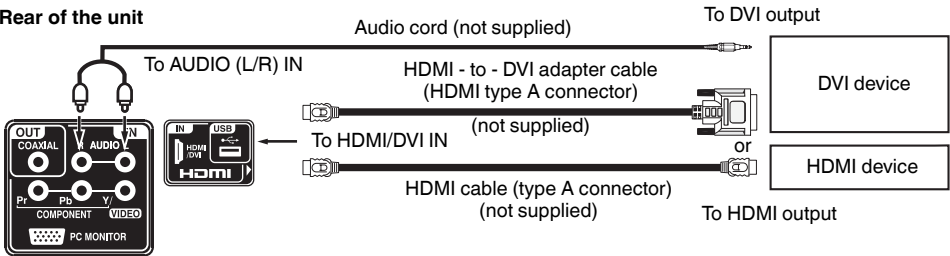 Rear of the unit
Audio cord (not supplied)
To DVI output
To AUDIO (L/R) IN
HDMI - to - DVI adapter cable
(HDMI type A connector)
(not supplied)
DVI device
To HDMI/DVI IN
or
HDMI device
HDMI cable (type A connector)
(not supplied)
To HDMI output
OUT
IN
COAXIAL
R AUDIO L
Pr Pb Y/
COMPONENT VIDEO
PC MONITOR
IN USB
HDMI
/DVI
HDMI